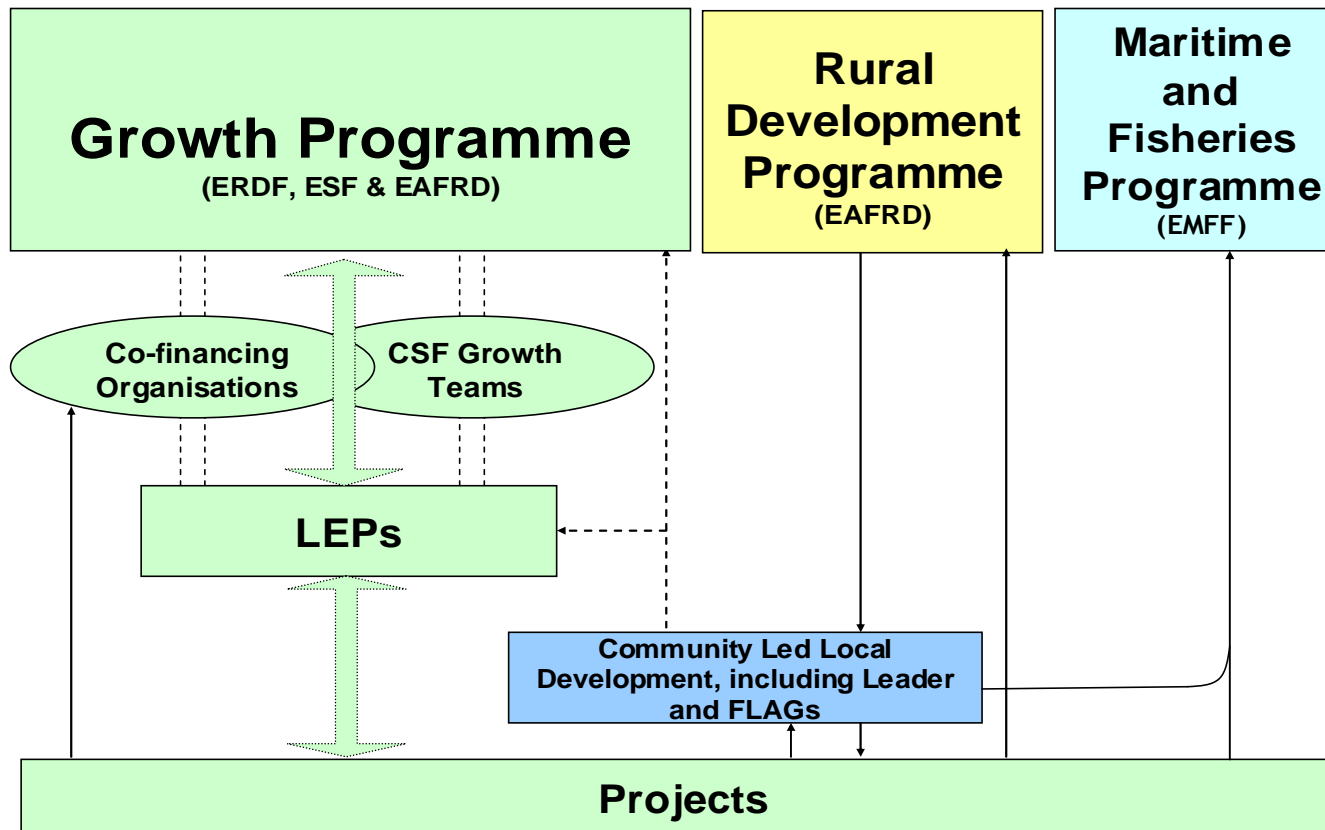 Growth Programme
(ERDF, ESF & EAFRD)
Rural
Development
Programme
(EAFRD)
Maritime
and
Fisheries
Programme
(EMFF)
Co-financing
Organisations
CSF Growth
Teams
LEPs
Community Led Local
Development, including Leader
and FLAGs
Projects